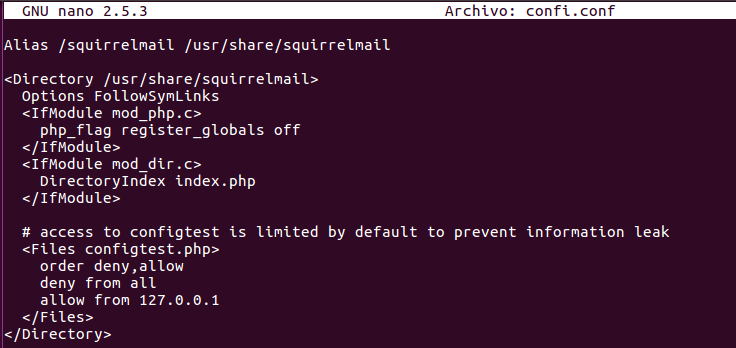 GNU nano 2.5.3 Archivo: confi.conf
Alias /squirrelmail /usr/share/squirrelmail
<Directory /usr/share/squirrelmail>
  Options FollowSymLinks
  <IfModule mod_php.c>
    php_flag register_globals off
  </IfModule>
  <IfModule mod_dir.c>
    DirectoryIndex index.php
  </IfModule>
  # access to configtest is limited by default to prevent information leak
  <Files configtest.php>
    order deny,allow
    deny from all
    allow from 127.0.0.1
  </Files>
</Directory>